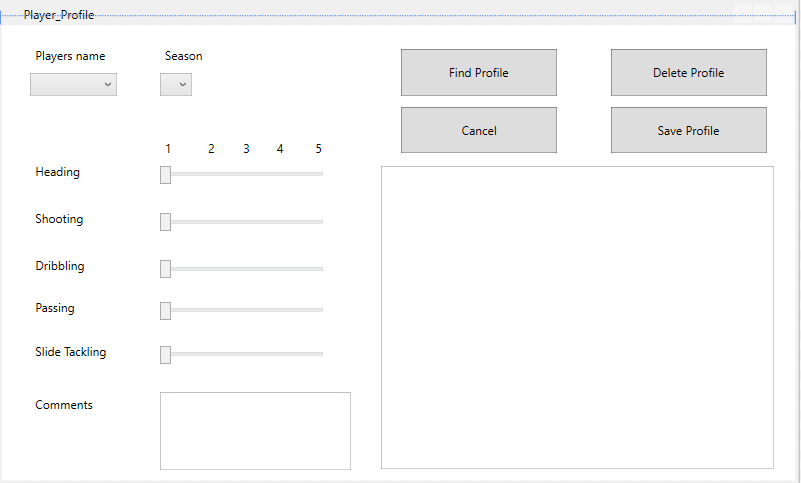 Player_Profile
Players name
Season
Find Profile
Delete Profile
Cancel
Save Profile
1 2 3 4 5
Heading
Shooting
Dribbling
Passing
Slide Tackling
Comments